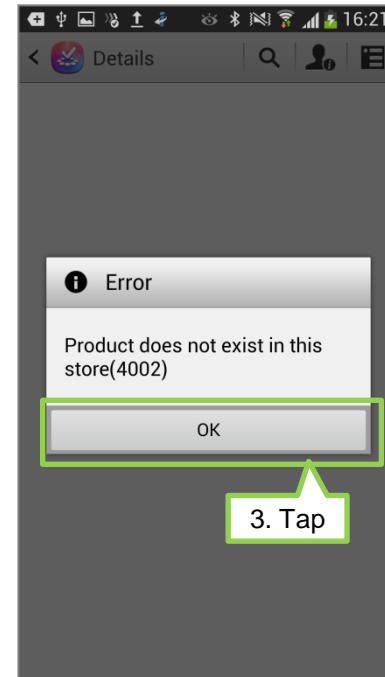 16:21
Details
Error
Product does not exist in this
store(4002)
OK
3. Tap